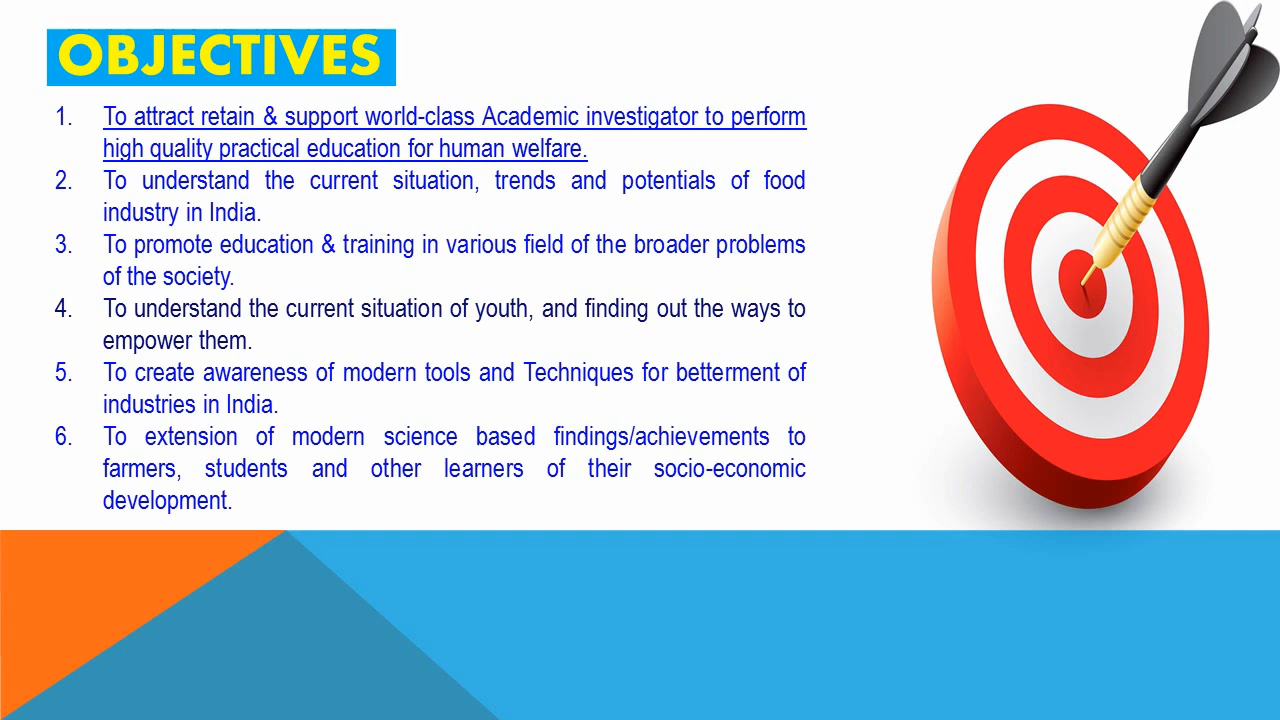 OBJECTIVES
1. To attract retain & support world-class Academic investigator to perform
high quality practical education for human welfare.
2. To understand the current situation, trends and potentials of food
industry in India.
3. To promote education & training in various field of the broader problems
of the society.
4. To understand the current situation of youth, and finding out the ways to
empower them.
5. To create awareness of modern tools and Techniques for betterment of
industries in India.
6. To extension of modern science based findings/achievements to
farmers, students and other learners of their socio-economic
development.